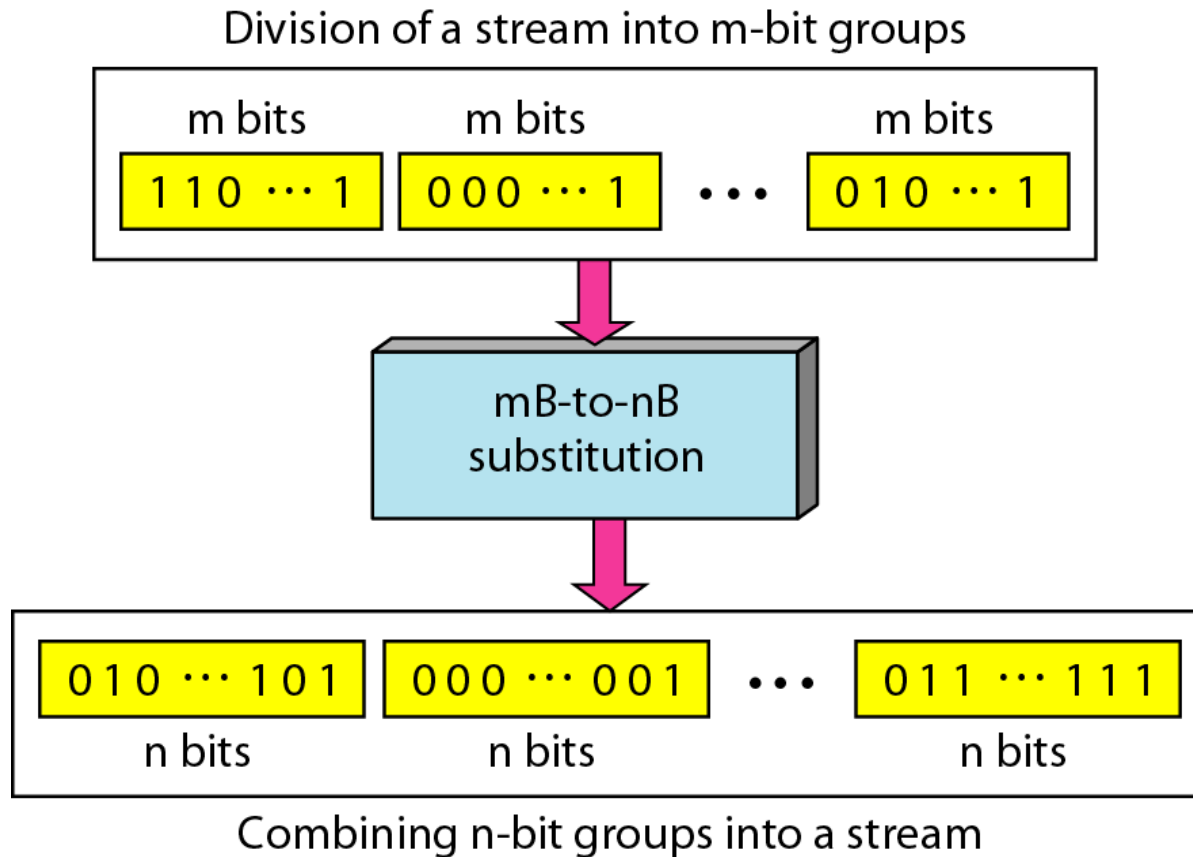 Division of a stream into m-bit groups
m bits m bits m bits
1 1 0 ··· 1 0 0 0 ··· 1 ••• 0 1 0 ··· 1
mB-to-nB
substitution
0 1 0 ··· 1 0 1 0 0 0 ··· 0 0 1 ••• 0 1 1 ··· 1 1 1
n bits n bits n bits
Combining n-bit groups into a stream